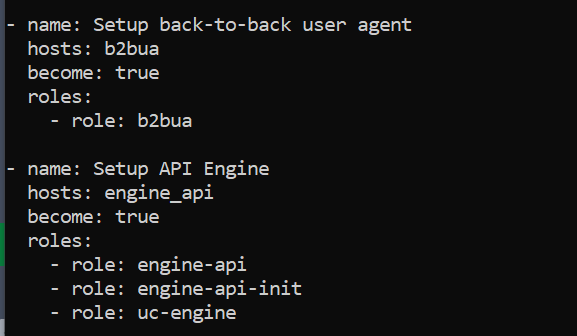 - name: Setup back-to-back user agent
  hosts: b2bua
  become: true
  roles:
    - role: b2bua

- name: Setup API Engine
  hosts: engine_api
  become: true
  roles:
    - role: engine-api
    - role: engine-api-init
    - role: uc-engine